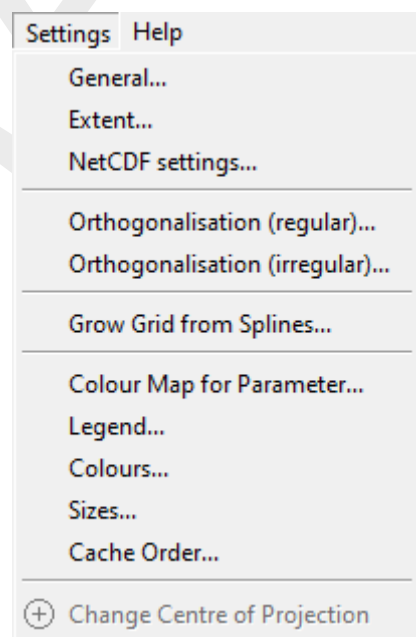 Settings Help
General...
Extent...
NetCDF settings...
Orthogonalisation (regular)...
Orthogonalisation (irregular)...
Grow Grid from Splines...
Colour Map for Parameter...
Legend...
Colours...
Sizes...
Cache Order...
Change Centre of Projection